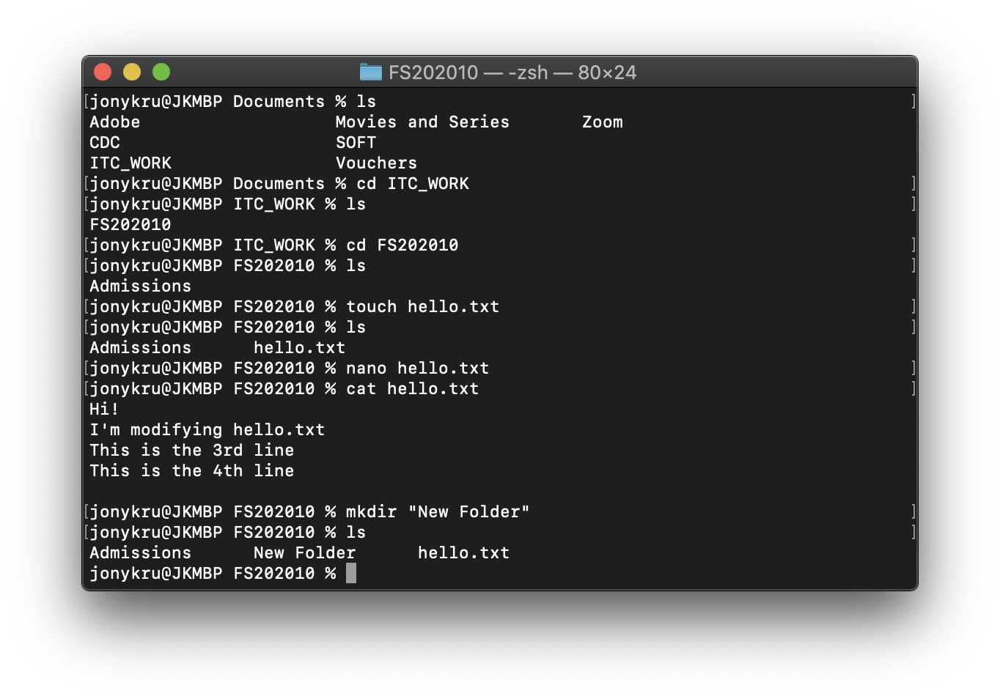 FS202010 — -zsh — 80×24
[jonykru@JKMBP Documents % ls ]
Adobe Movies and Series Zoom
CDC SOFT
ITC_WORK Vouchers
[jonykru@JKMBP Documents % cd ITC_WORK ]
[jonykru@JKMBP ITC_WORK % ls ]
FS202010
[jonykru@JKMBP ITC_WORK % cd FS202010 ]
[jonykru@JKMBP FS202010 % ls ]
Admissions
[jonykru@JKMBP FS202010 % touch hello.txt ]
[jonykru@JKMBP FS202010 % ls ]
Admissions hello.txt
[jonykru@JKMBP FS202010 % nano hello.txt ]
[jonykru@JKMBP FS202010 % cat hello.txt ]
Hi!
I'm modifying hello.txt
This is the 3rd line
This is the 4th line
[jonykru@JKMBP FS202010 % mkdir "New Folder" ]
[jonykru@JKMBP FS202010 % ls ]
Admissions New Folder hello.txt
jonykru@JKMBP FS202010 %